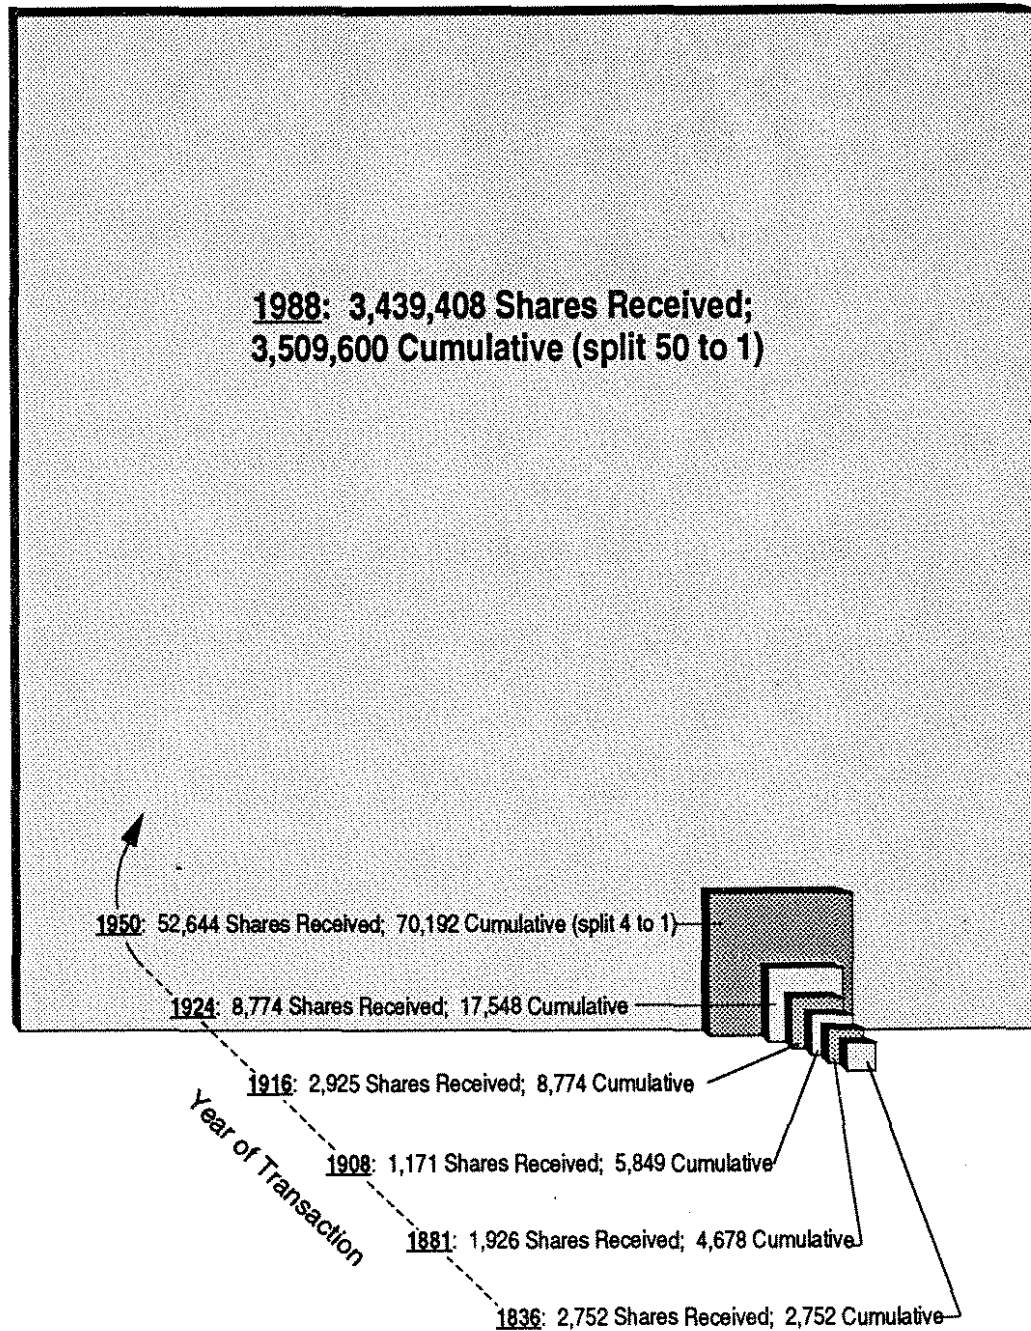 1988: 3,439,408 Shares Received;
3,509,600 Cumulative (split 50 to 1)
1950: 52,644 Shares Received; 70,192 Cumulative (split 4 to 1)
1924: 8,774 Shares Received; 17,548 Cumulative
1916: 2,925 Shares Received; 8,774 Cumulative
Year of Transaction
1908: 1,171 Shares Received; 5,849 Cumulative
1881: 1,926 Shares Received; 4,678 Cumulative
1836: 2,752 Shares Received; 2,752 Cumulative